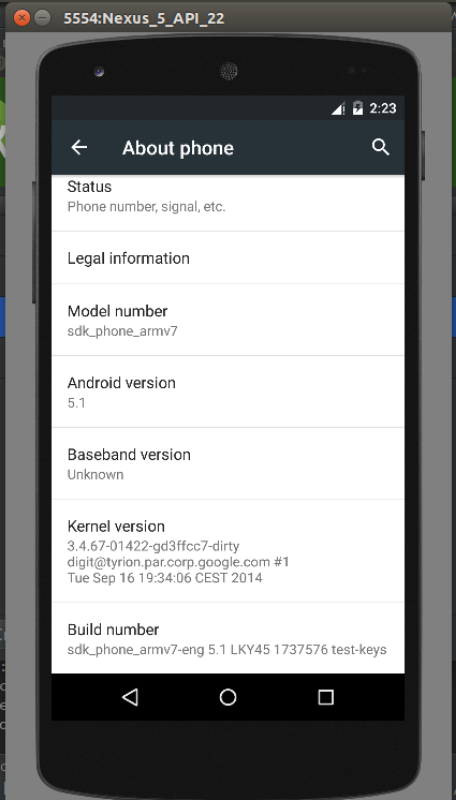 5554:Nexus_5_API_22
2:23
About phone
Status
Phone number, signal, etc.
Legal information
Model number
sdk_phone_armv7
Android version
5.1
Baseband version
Unknown
Kernel version
3.4.67-01422-gd3ffcc7-dirty
digit@tyrion.par.corp.google.com #1
Tue Sep 16 19:34:06 CEST 2014
Build number
sdk_phone_armv7-eng 5.1 LKY45 1737576 test-keys